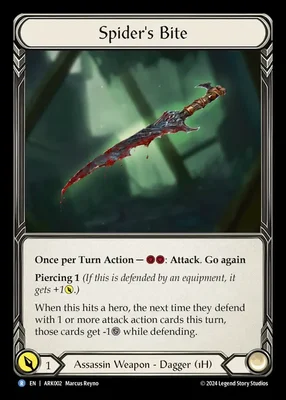 Spider's Bite
Once per Turn Action — : Attack. Go again
Piercing 1 (If this is defended by an equipment, it
gets +1.)
When this hits a hero, the next time they defend
with 1 or more attack action cards this turn,
those cards get -1 while defending.
1
Assassin Weapon - Dagger (1H)
R EN | ARK002 Marcus Reyno
©2024 Legend Story Studios